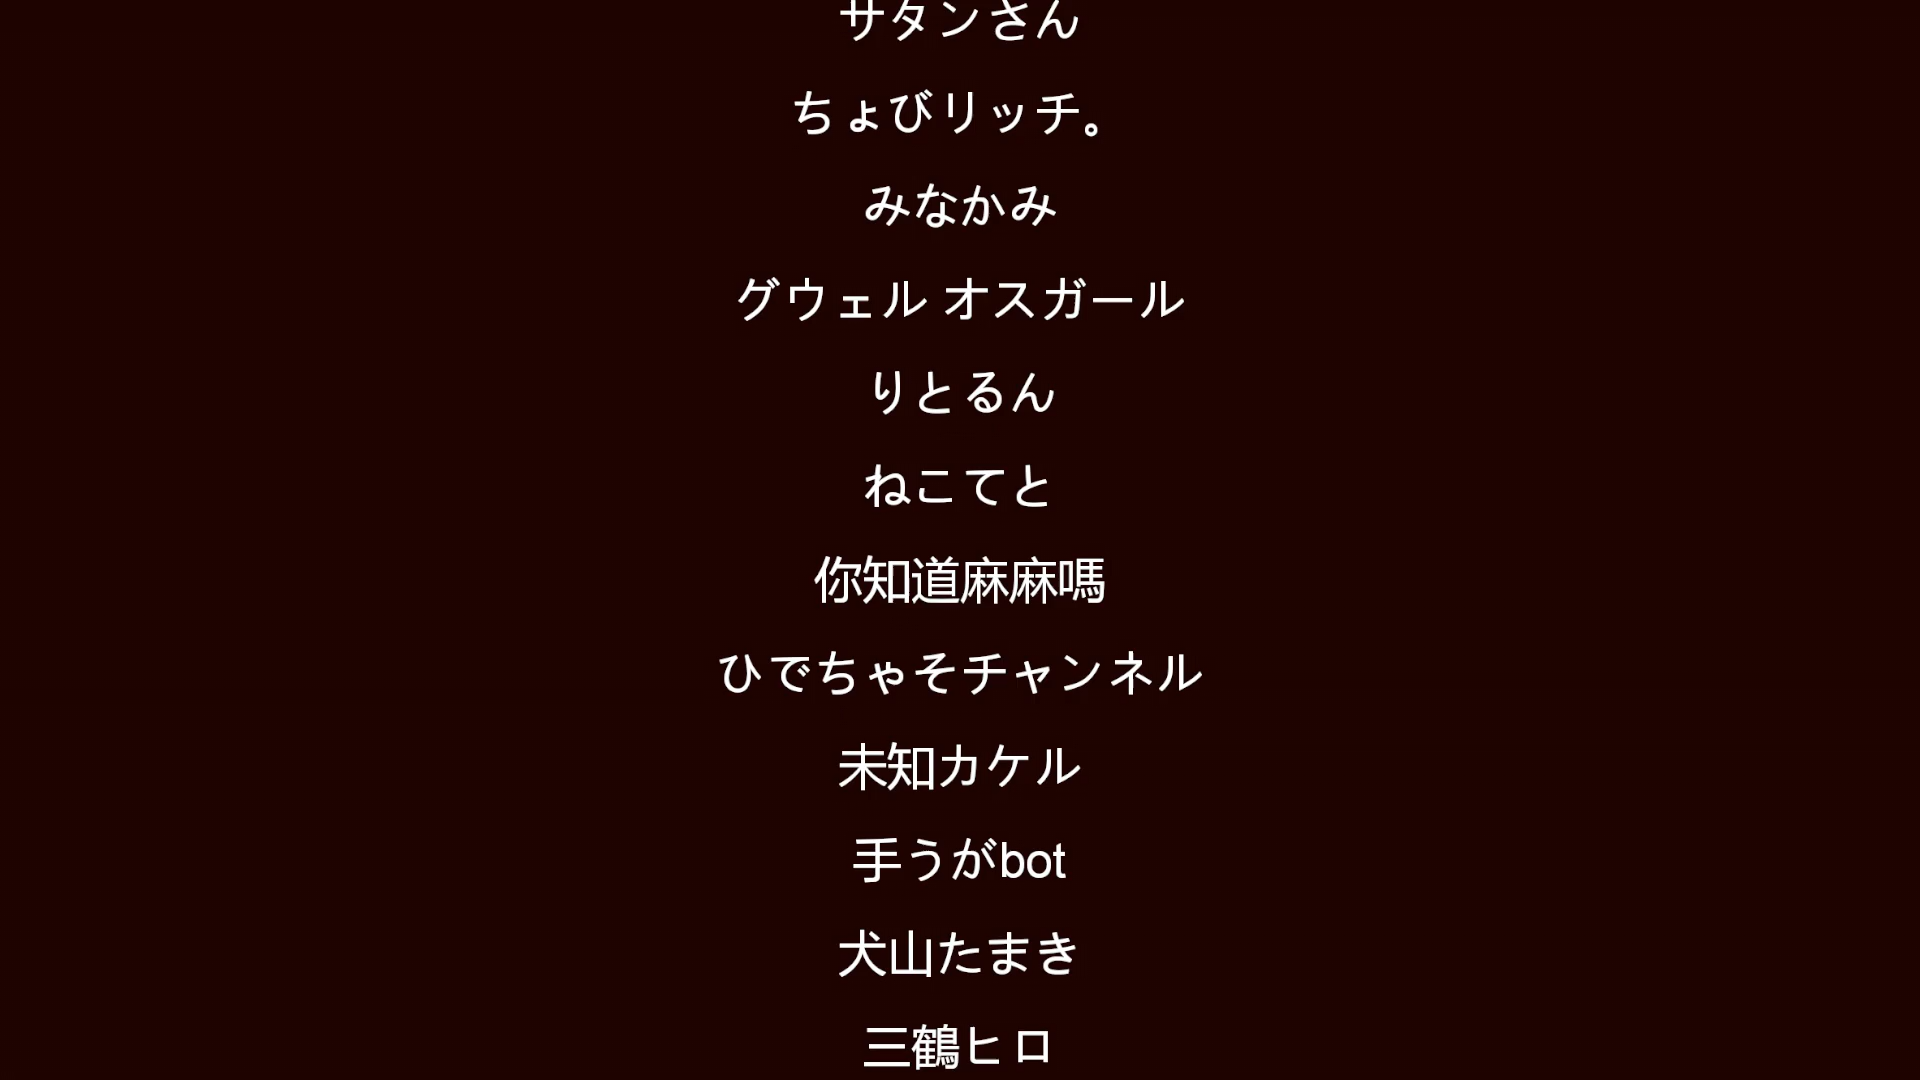 サタンさん
ちょびリッチ。
みなかみ
グウェル オスガール
りとるん
ねこてと
你知道麻麻嗎
ひでちゃそチャンネル
未知カケル
手うがbot
犬山たまき
三鶴ヒロ